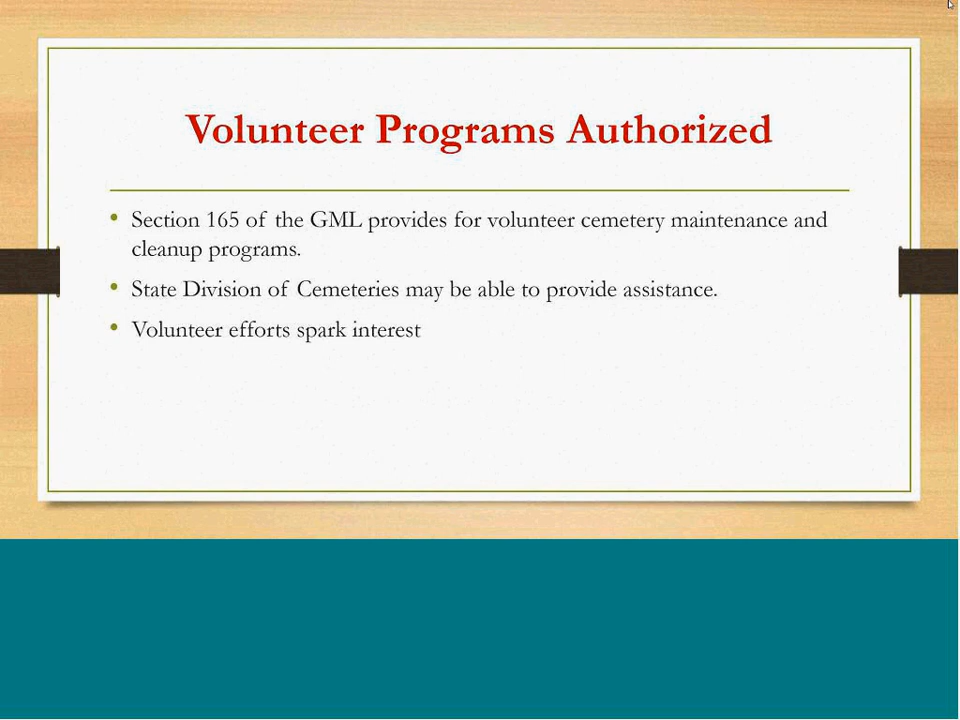 Volunteer Programs Authorized
• Section 165 of the GML provides for volunteer cemetery maintenance and
cleanup programs.
• State Division of Cemeteries may be able to provide assistance.
• Volunteer efforts spark interest